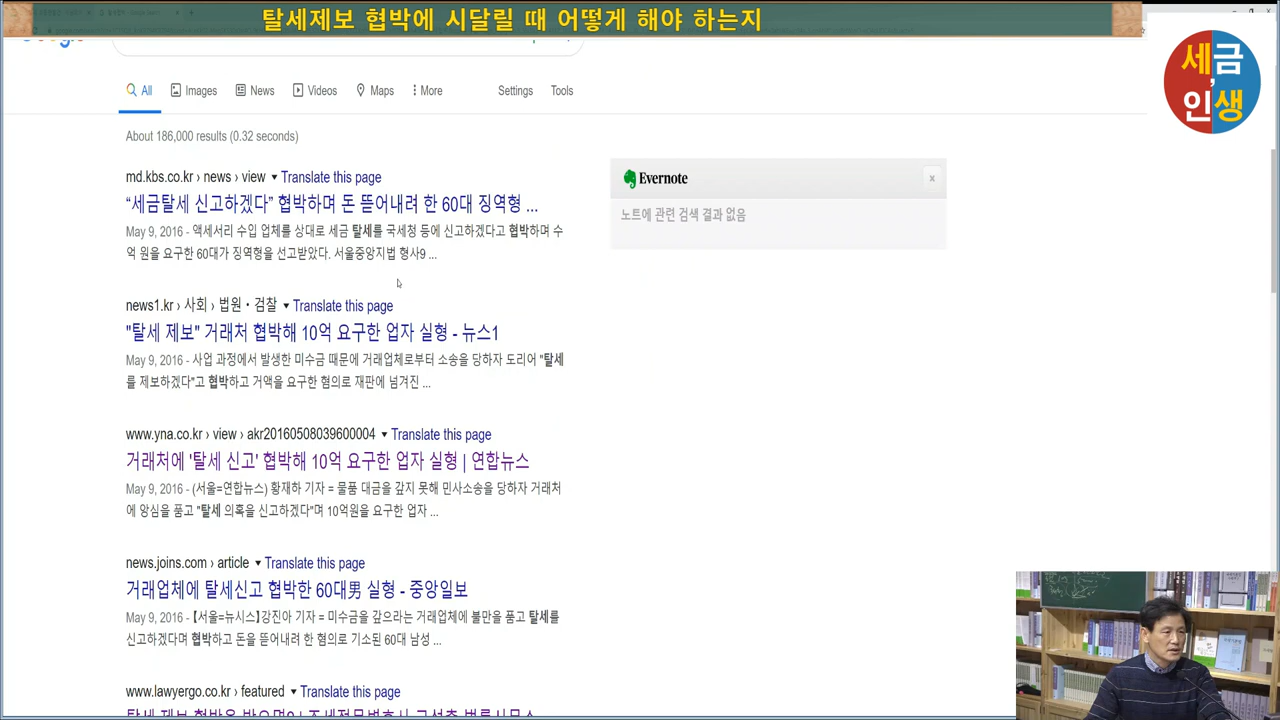 탈세제보 협박에 시달릴 때 어떻게 해야 하는지
세금,
인생
All Images News Videos Maps More Settings Tools
About 186,000 results (0.32 seconds)
md.kbs.co.kr › news › view ▼ Translate this page
“세금탈세 신고하겠다” 협박하며 돈 뜯어내려 한 60대 징역형 ...
May 9, 2016 - 액세서리 수입 업체를 상대로 세금 탈세를 국세청 등에 신고하겠다고 협박하며 수
억 원을 요구한 60대가 징역형을 선고받았다. 서울중앙지법 형사9 ...
Evernote x
노트에 관련 검색 결과 없음
news1.kr › 사회 › 법원・검찰 ▼ Translate this page
"탈세 제보" 거래처 협박해 10억 요구한 업자 실형 - 뉴스1
May 9, 2016 - 사업 과정에서 발생한 미수금 때문에 거래업체로부터 소송을 당하자 도리어 "탈세
를 제보하겠다"고 협박하고 거액을 요구한 혐의로 재판에 넘겨진 ...
www.yna.co.kr › view › akr20160508039600004 ▼ Translate this page
거래처에 '탈세 신고' 협박해 10억 요구한 업자 실형 | 연합뉴스
May 9, 2016 - (서울=연합뉴스) 황재하 기자 = 물품 대금을 갚지 못해 민사소송을 당하자 거래처
에 앙심을 품고 "탈세 의혹을 신고하겠다"며 10억원을 요구한 업자 ...
news.joins.com › article ▼ Translate this page
거래업체에 탈세신고 협박한 60대男 실형 - 중앙일보
May 9, 2016 - 【서울=뉴시스】강진아 기자 = 미수금을 갚으라는 거래업체에 불만을 품고 탈세를
신고하겠다며 협박하고 돈을 뜯어내려 한 혐의로 기소된 60대 남성 ...
www.lawyergo.co.kr › featured ▼ Translate this page
탈세 제보 협박을 받으면?